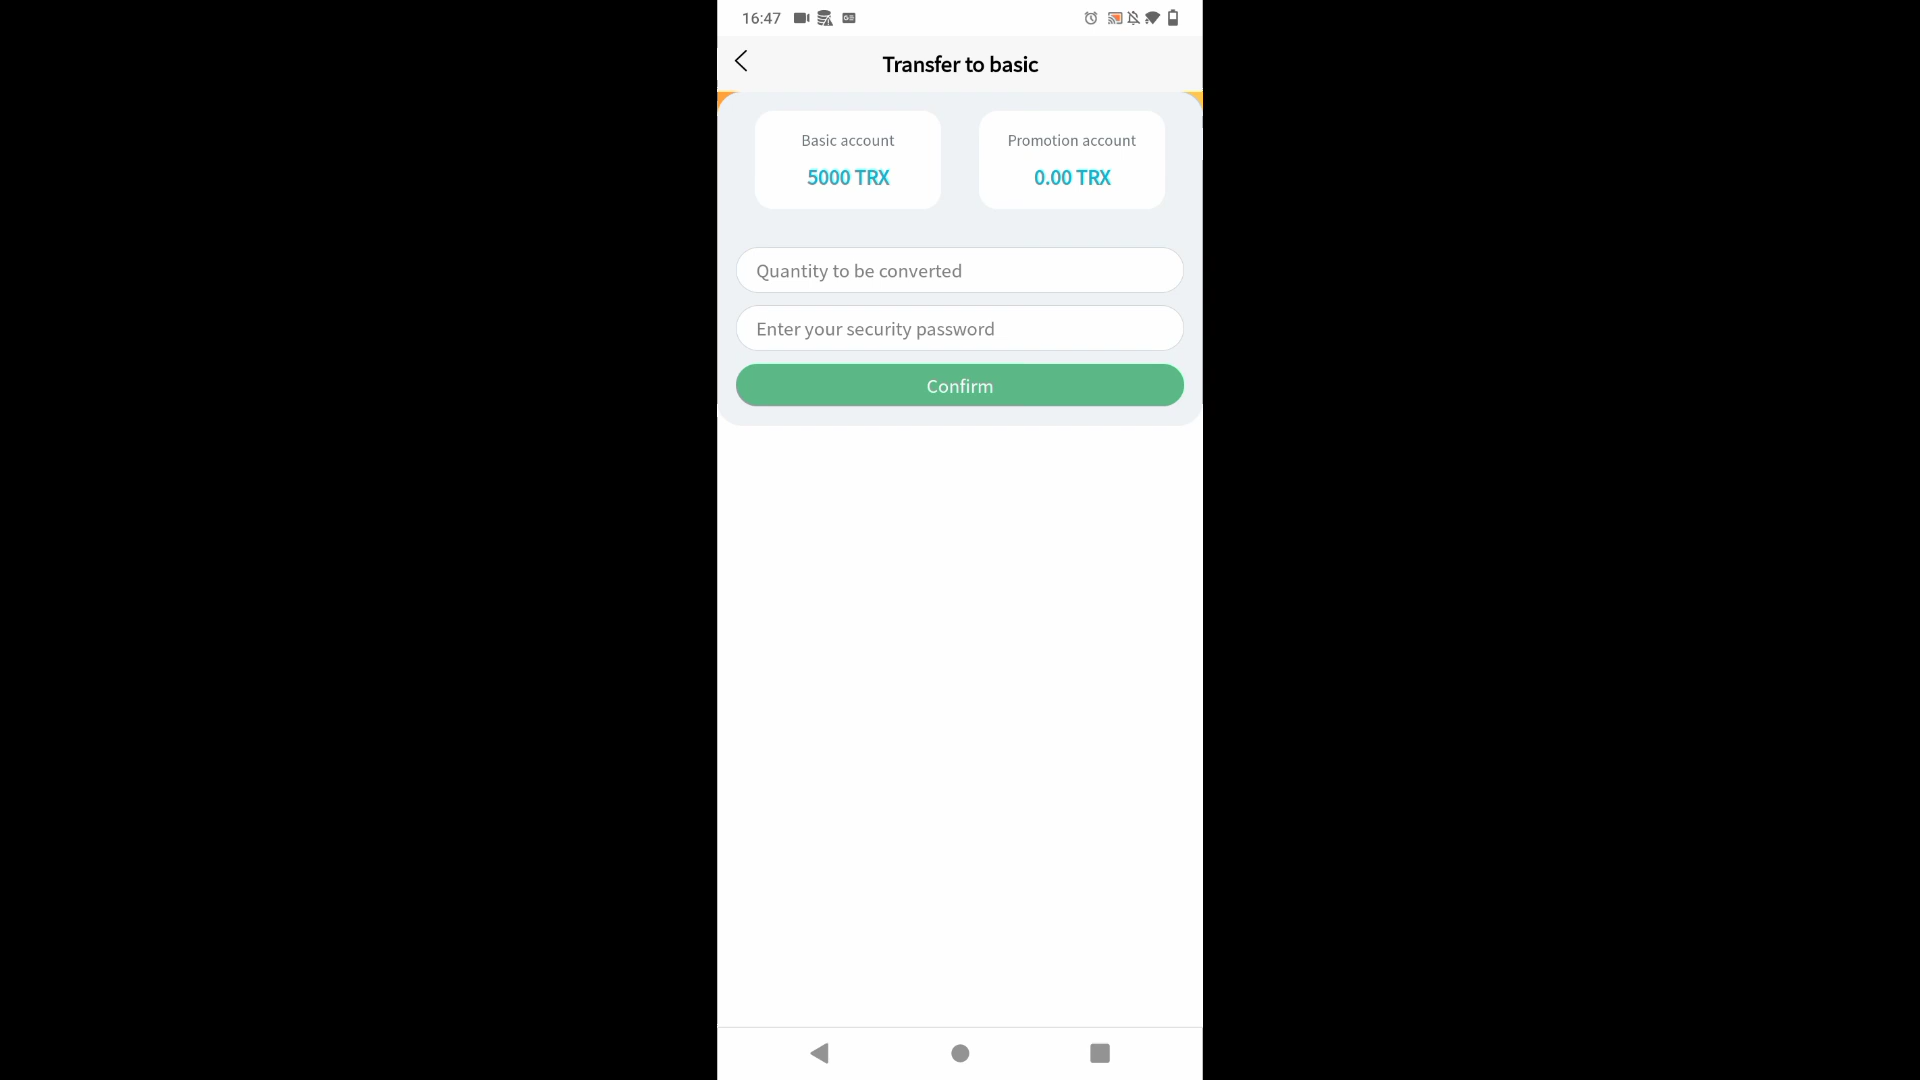 16:47
Transfer to basic
Basic account
Promotion account
5000 TRX
0.00 TRX
Quantity to be converted
Enter your security password
Confirm